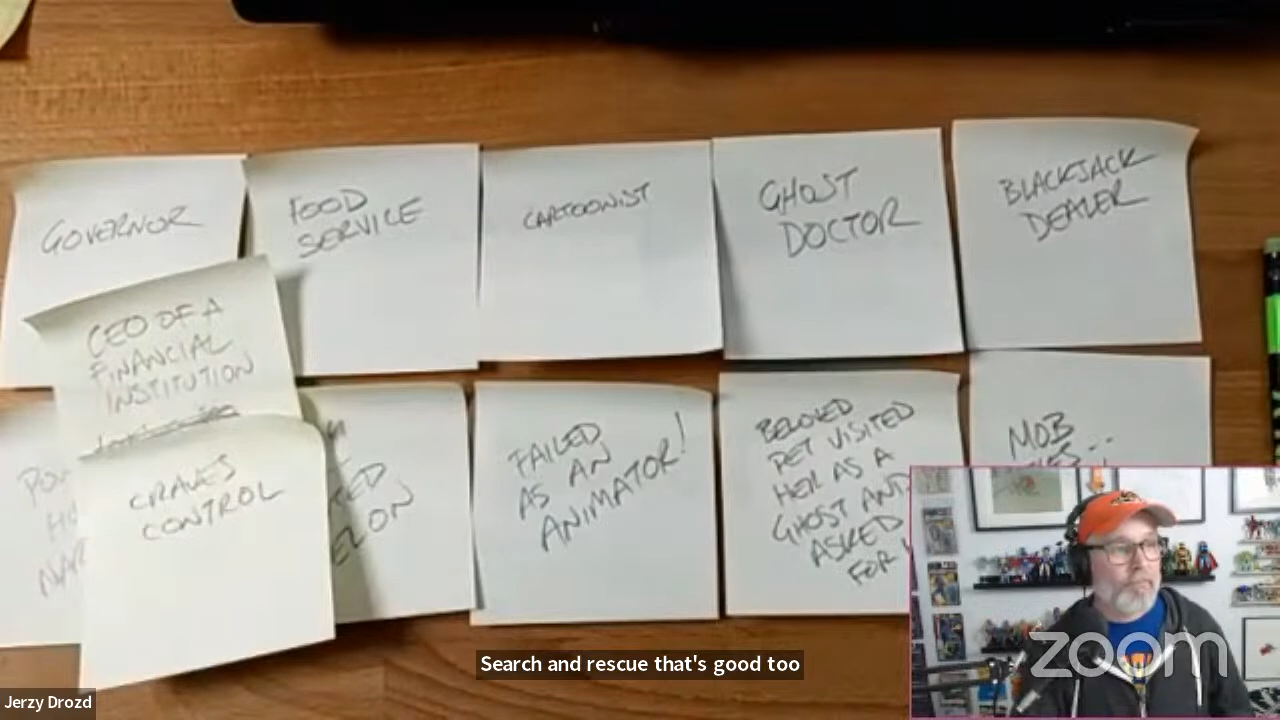 GOVERNOR
FOOD
SERVICE
CARTOONIST
GHOST
DOCTOR
BLACKJACK
DEALER
CEO OF A
FINANCIAL
INSTITUTION
CRAVES
CONTROL
FAILED
AS AN
ANIMATOR!
BELOVED
PET VISITED
HER AS A
GHOST AND
ASKED
FOR
MOB
Search and rescue that's good too
Jerzy Drozd
zoom